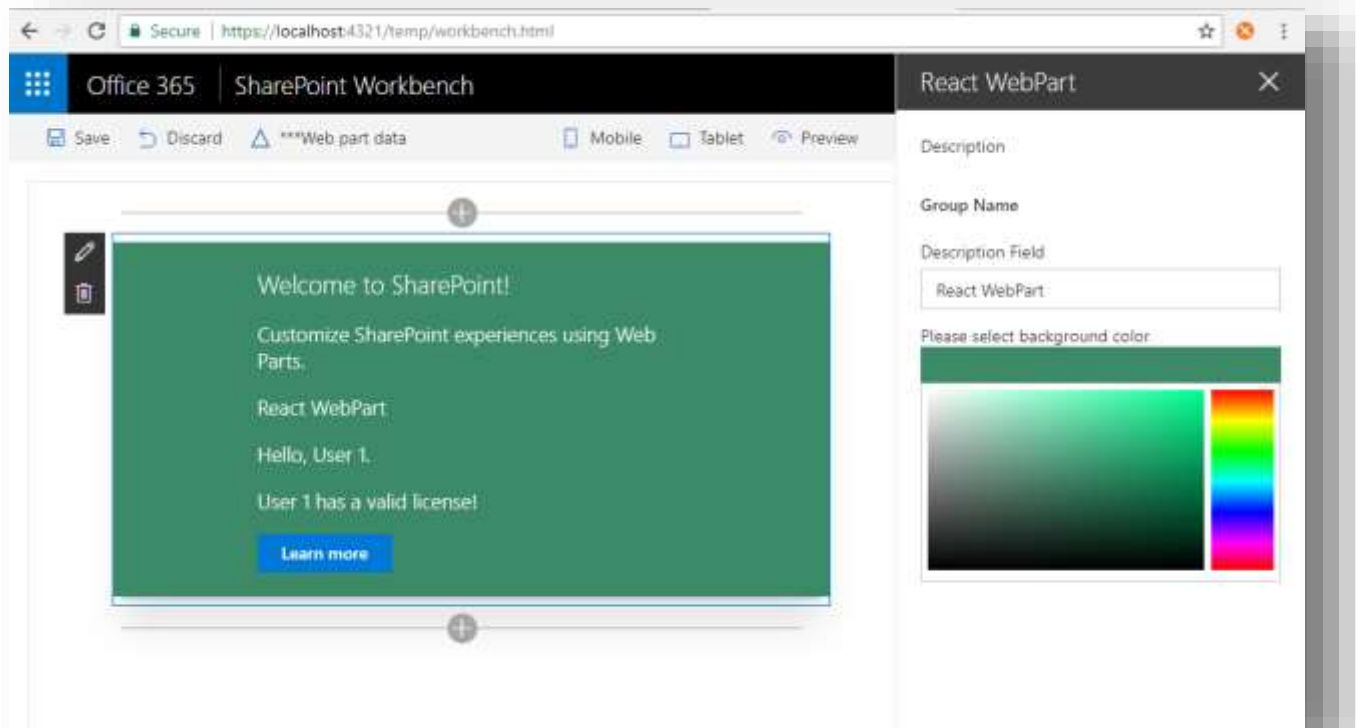 Secure | https://localhost:4321/temp/workbench.html
Office 365 SharePoint Workbench
React WebPart
Save Discard ***Web part data Mobile Tablet Preview
Description
Group Name
Description Field
React WebPart
Please select background color
Welcome to SharePoint!
Customize SharePoint experiences using Web
Parts.
React WebPart
Hello, User 1.
User 1 has a valid license!
Learn more